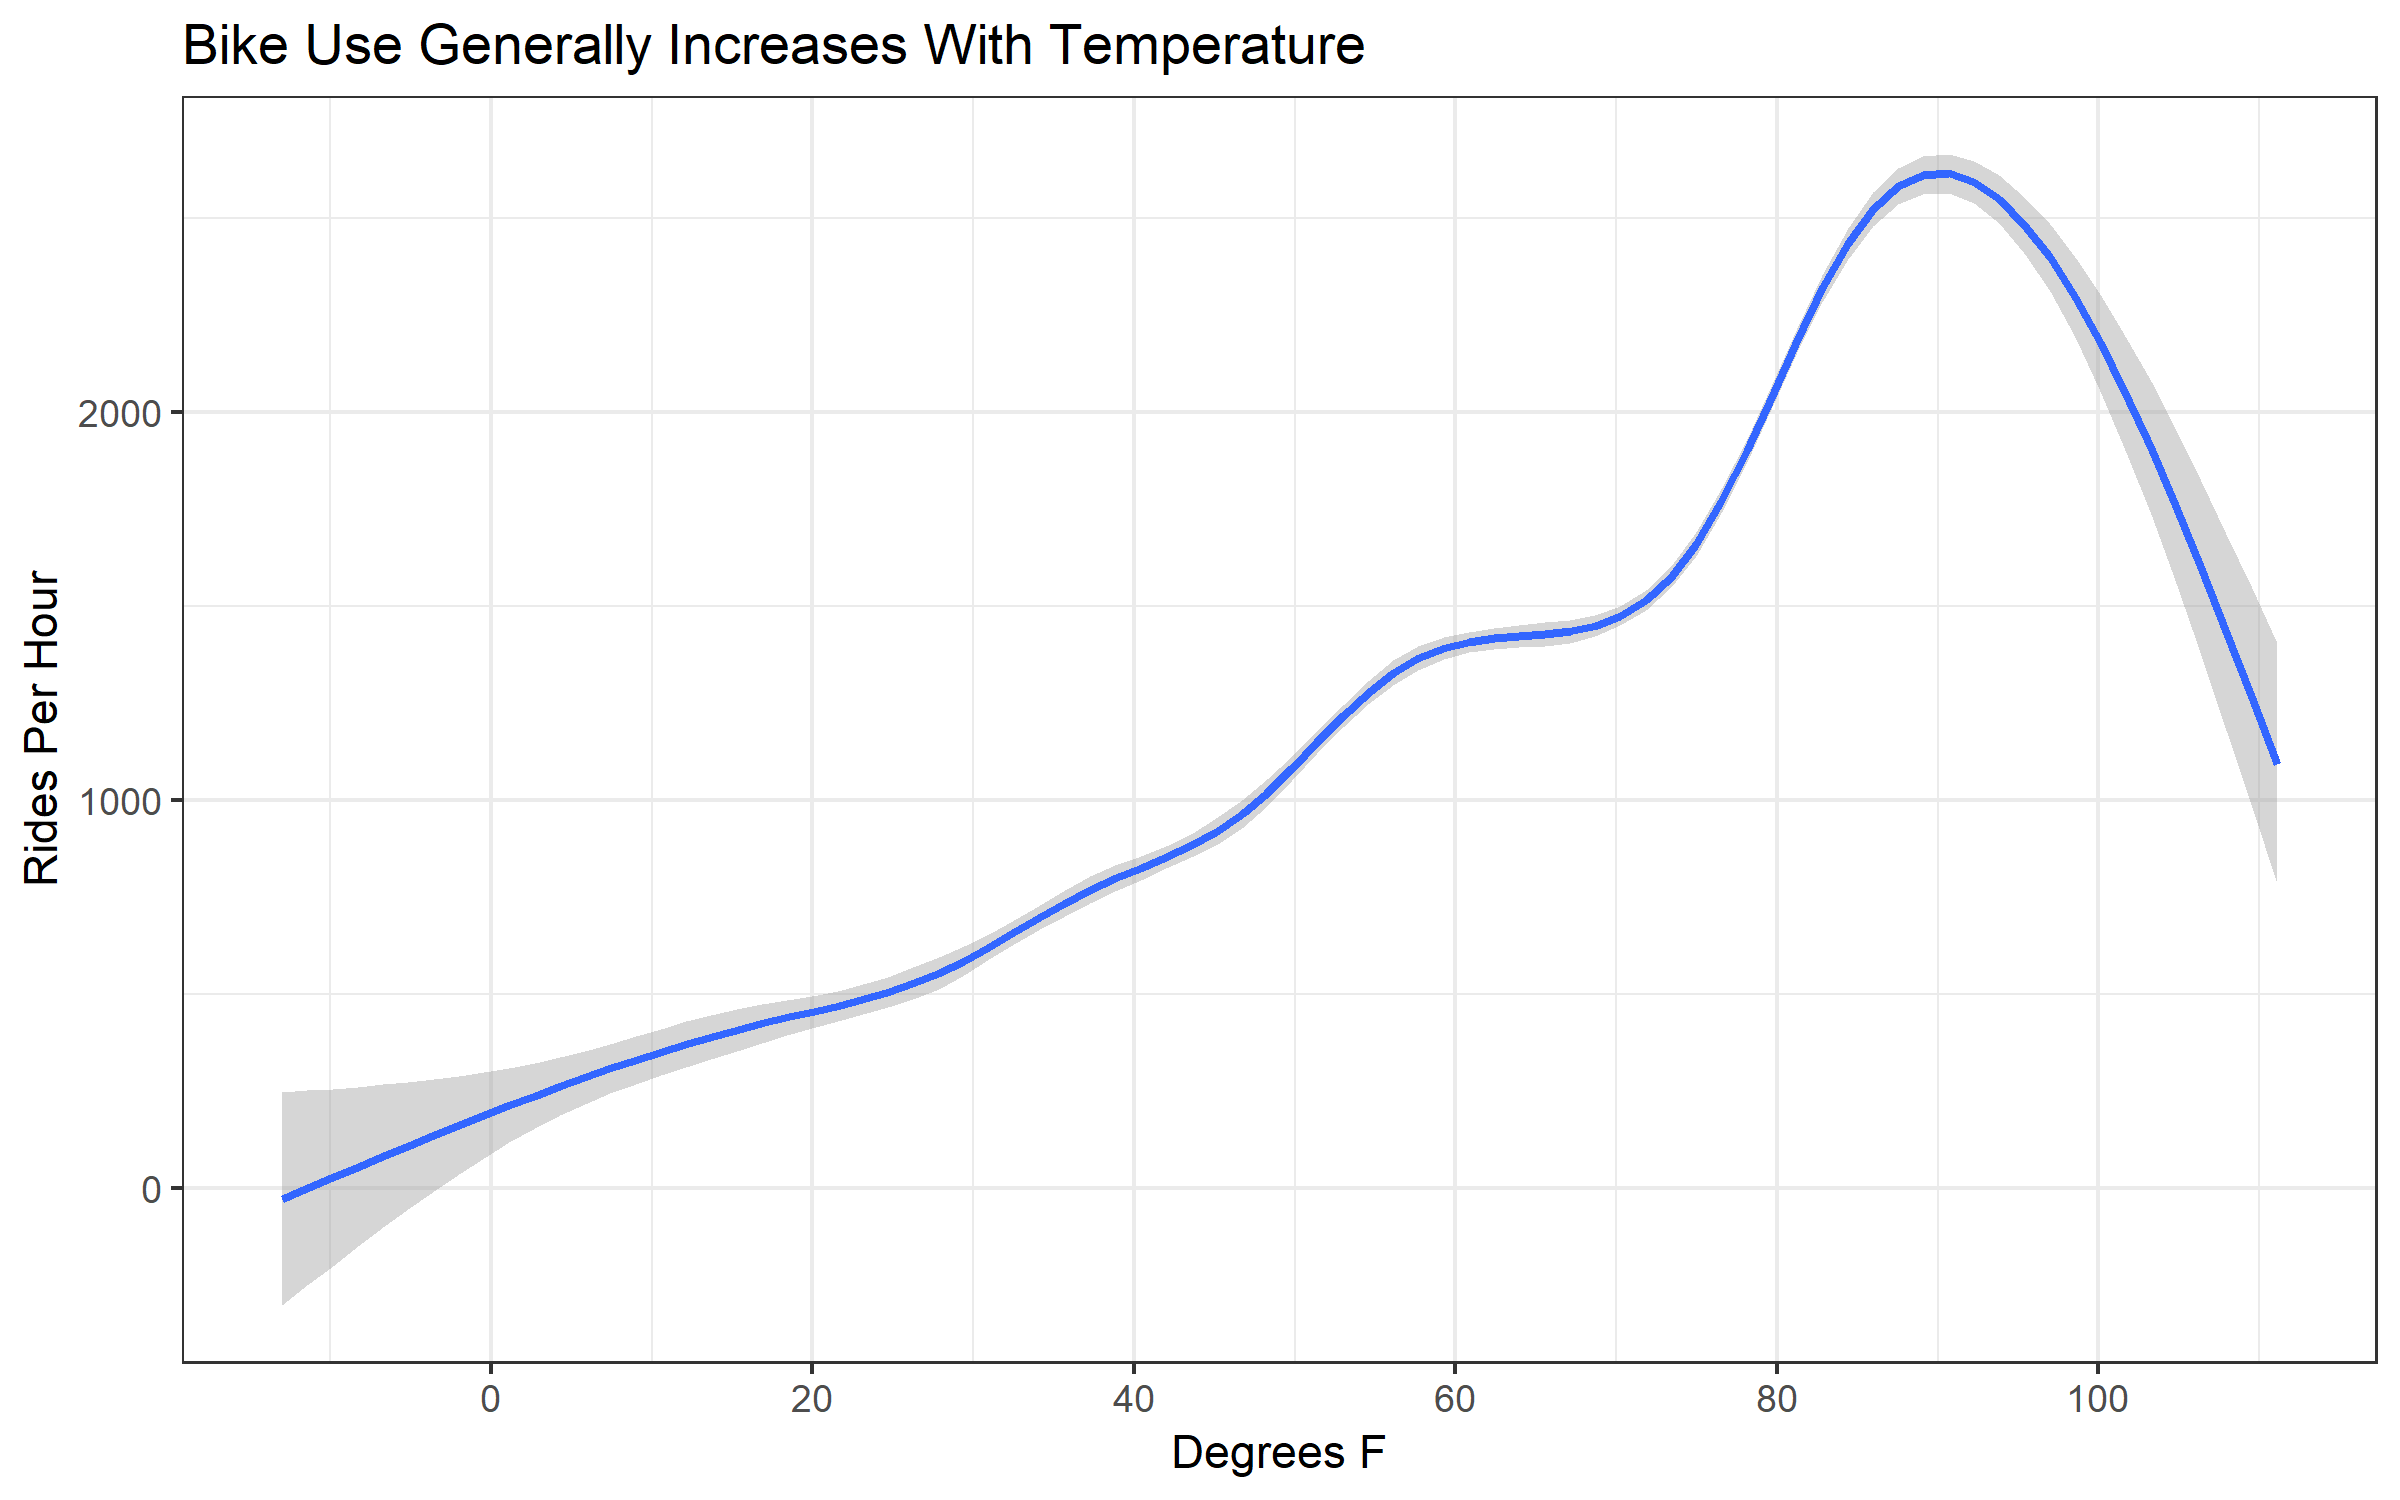 Bike Use Generally Increases With Temperature
Rides Per Hour
2000
1000
0
0 20 40 60 80 100
Degrees F